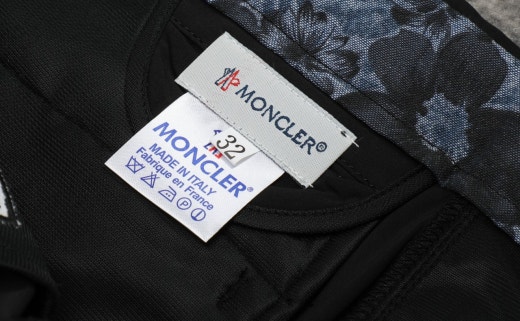 MONCLER®
32
MONCLER®
MADE IN ITALY
Fabriqué en France